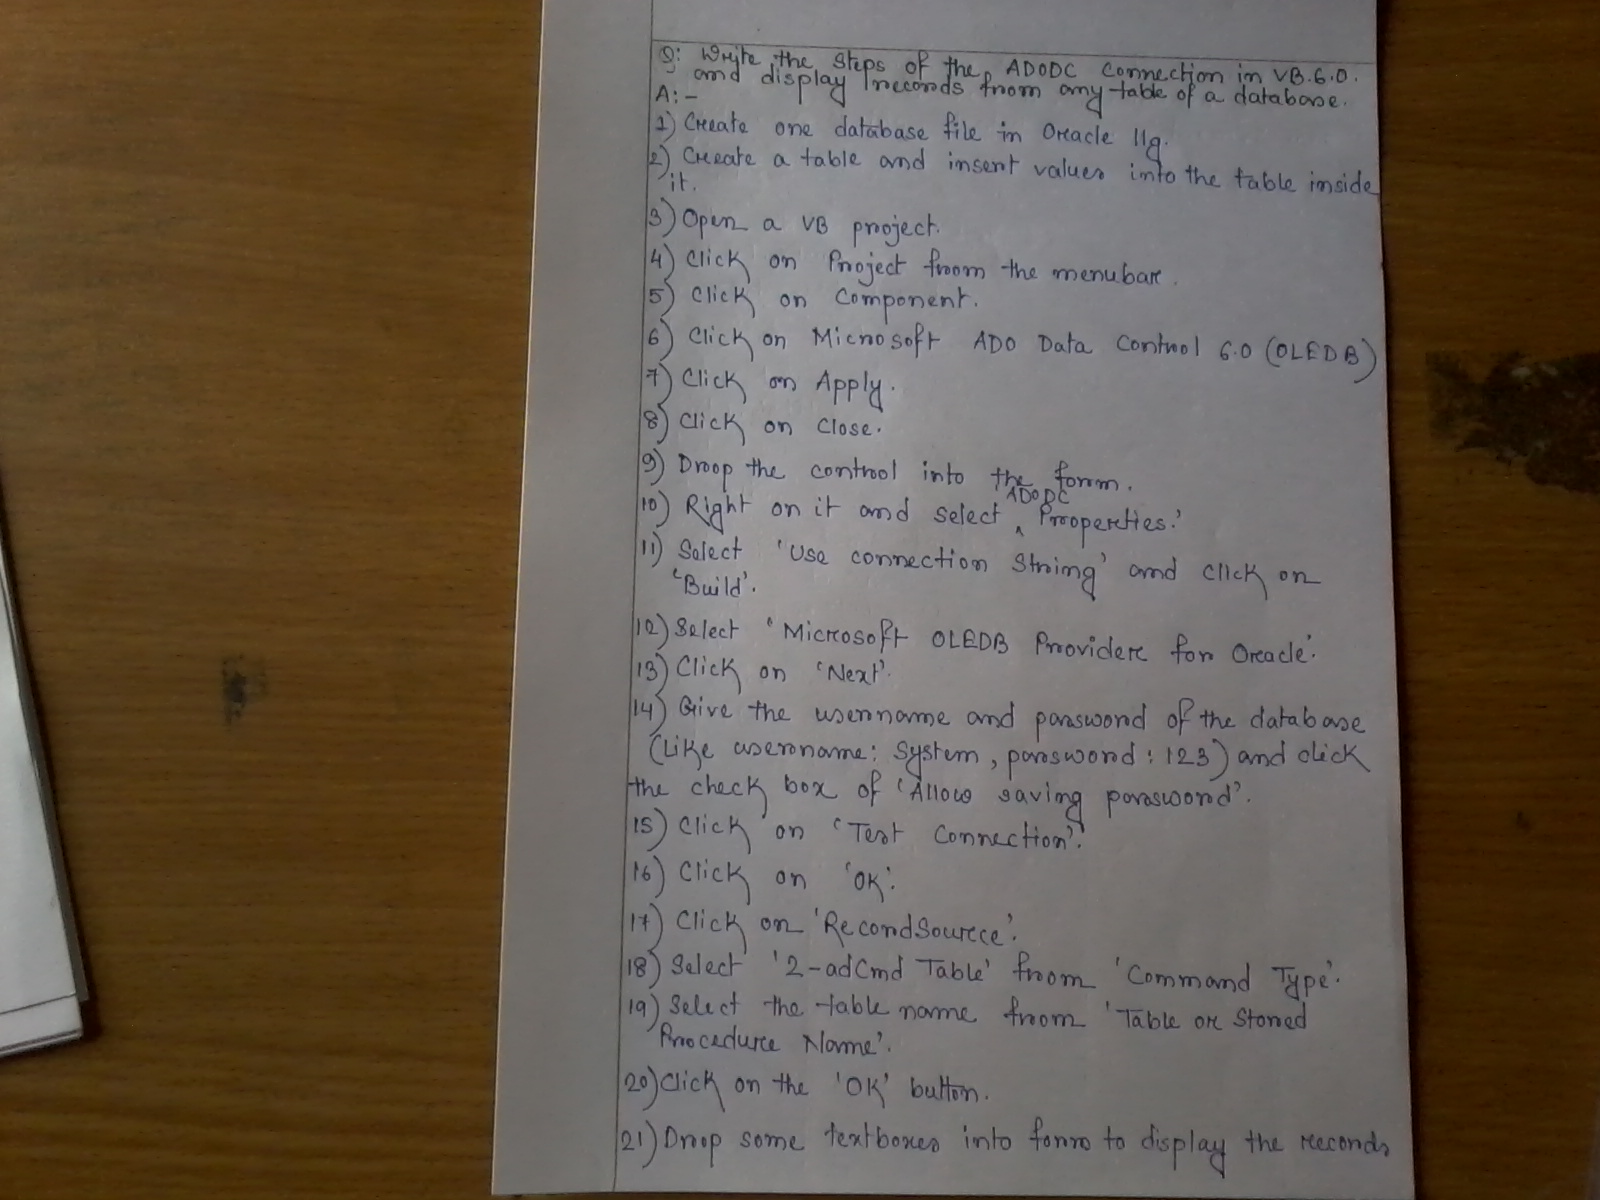 Q: Write the steps of the ADODC connection in VB.6.0.
and display records from any table of a database.
A:-
1) Create one database file in Oracle 11g.
2) Create a table and insert values into the table inside
it.
3) Open a VB project.
4) Click on Project from the menubar.
5) Click on Component.
6) Click on Microsoft ADO Data Control 6.0 (OLEDB)
7) Click on Apply.
8) Click on Close.
9) Drop the control into the form.
10) Right on it and select ADODC Properties.'
11) Select 'Use connection String' and click on
'Build'.
12) Select 'Microsoft OLEDB Provider for Oracle'.
13) Click on 'Next'.
14) Give the username and password of the database
(Like username: System, password: 123) and click
the check box of 'Allow saving password'.
15) Click on 'Test Connection'.
16) Click on 'OK'.
17) Click on 'RecordSource'.
18) Select '2-adCmd Table' from 'Command Type'.
19) Select the table name from 'Table or Stored
Procedure Name'.
20) Click on the 'OK' button.
21) Drop some textboxes into form to display the records